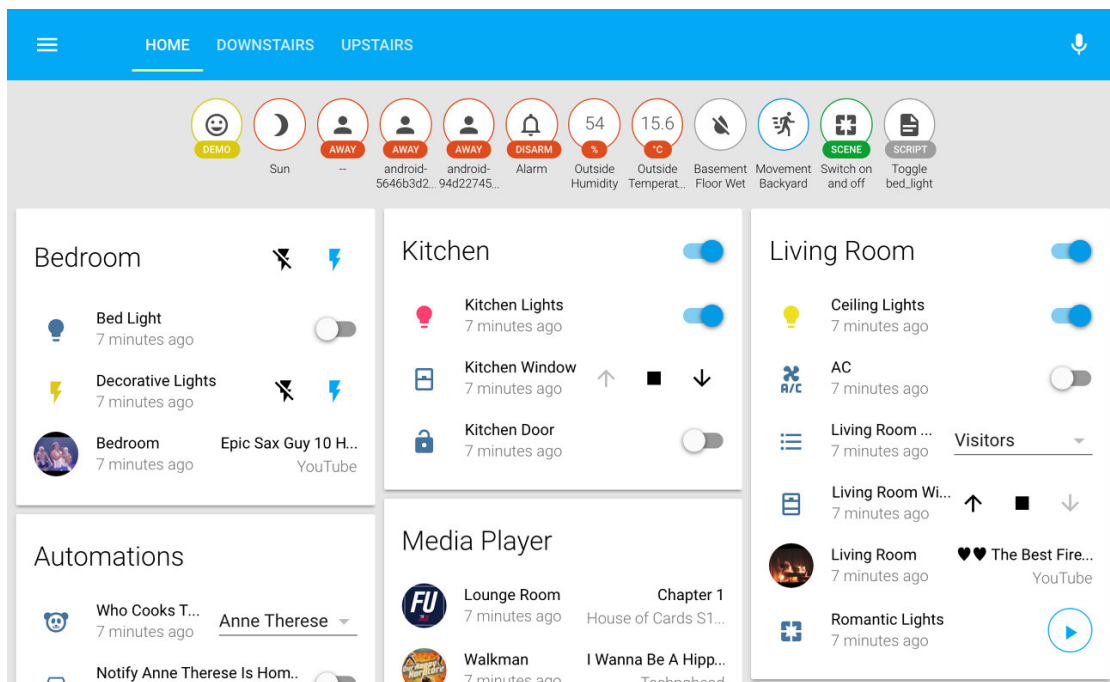 HOME DOWNSTAIRS UPSTAIRS
DEMO
Sun
AWAY
--
AWAY
android-
5646b3d2...
AWAY
android-
94d22745...
DISARM
Alarm
54
%
Outside
Humidity
15.6
°C
Outside
Temperat...
Basement
Floor Wet
Movement
Backyard
SCENE
Switch on
and off
SCRIPT
Toggle
bed_light
Bedroom
Bed Light
7 minutes ago
Decorative Lights
7 minutes ago
Bedroom Epic Sax Guy 10 H...
7 minutes ago YouTube
Automations
Who Cooks T... Anne Therese
7 minutes ago
Notify Anne Therese Is Hom..
Kitchen
Kitchen Lights
7 minutes ago
Kitchen Window
7 minutes ago
Kitchen Door
7 minutes ago
Media Player
FU
Lounge Room Chapter 1
7 minutes ago House of Cards S1...
Walkman I Wanna Be A Hipp...
7 minutes ago Technohead
Living Room
Ceiling Lights
7 minutes ago
A/C
AC
7 minutes ago
Living Room ... Visitors
7 minutes ago
Living Room Wi...
7 minutes ago
Living Room ♥♥ The Best Fire...
7 minutes ago YouTube
Romantic Lights
7 minutes ago